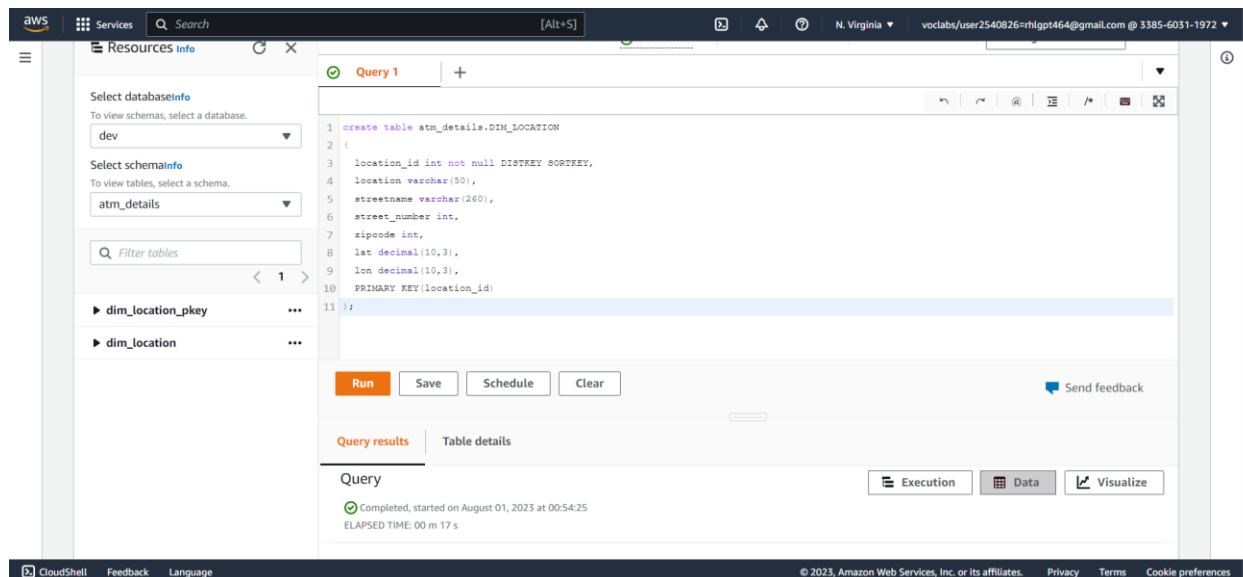 aws Services Search [Alt+S] N. Virginia voclabs/user2540826=rhlgpt464@gmail.com @ 3385-6031-1972
Resources Info
Select databaseInfo
To view schemas, select a database.
dev
Select schemaInfo
To view tables, select a schema.
atm_details
Filter tables
1
dim_location_pkey
dim_location
Query 1
1 create table atm_details.DIM_LOCATION
2 (
3 location_id int not null DISTKEY SORTKEY,
4 location varchar(50),
5 streetname varchar(260),
6 street_number int,
7 zipcode int,
8 lat decimal(10,3),
9 lon decimal(10,3),
10 PRIMARY KEY(location_id)
11 );
Run Save Schedule Clear
Send feedback
Query results Table details
Query
Execution Data Visualize
Completed, started on August 01, 2023 at 00:54:25
ELAPSED TIME: 00 m 17 s
CloudShell Feedback Language © 2023, Amazon Web Services, Inc. or its affiliates. Privacy Terms Cookie preferences